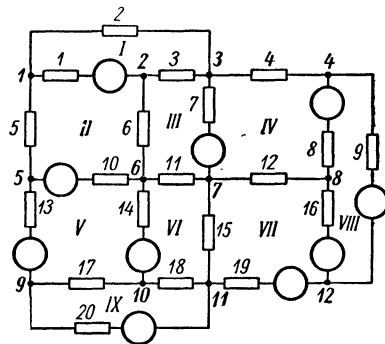 2
I
1 1 2 3 3 4 4
7
5 iI 6 III IV 8 9
5 10 6 11 7 12 8
13 V 14 VI 15 VII 16 VIII
17 18 19
9 10 11 12
IX
20